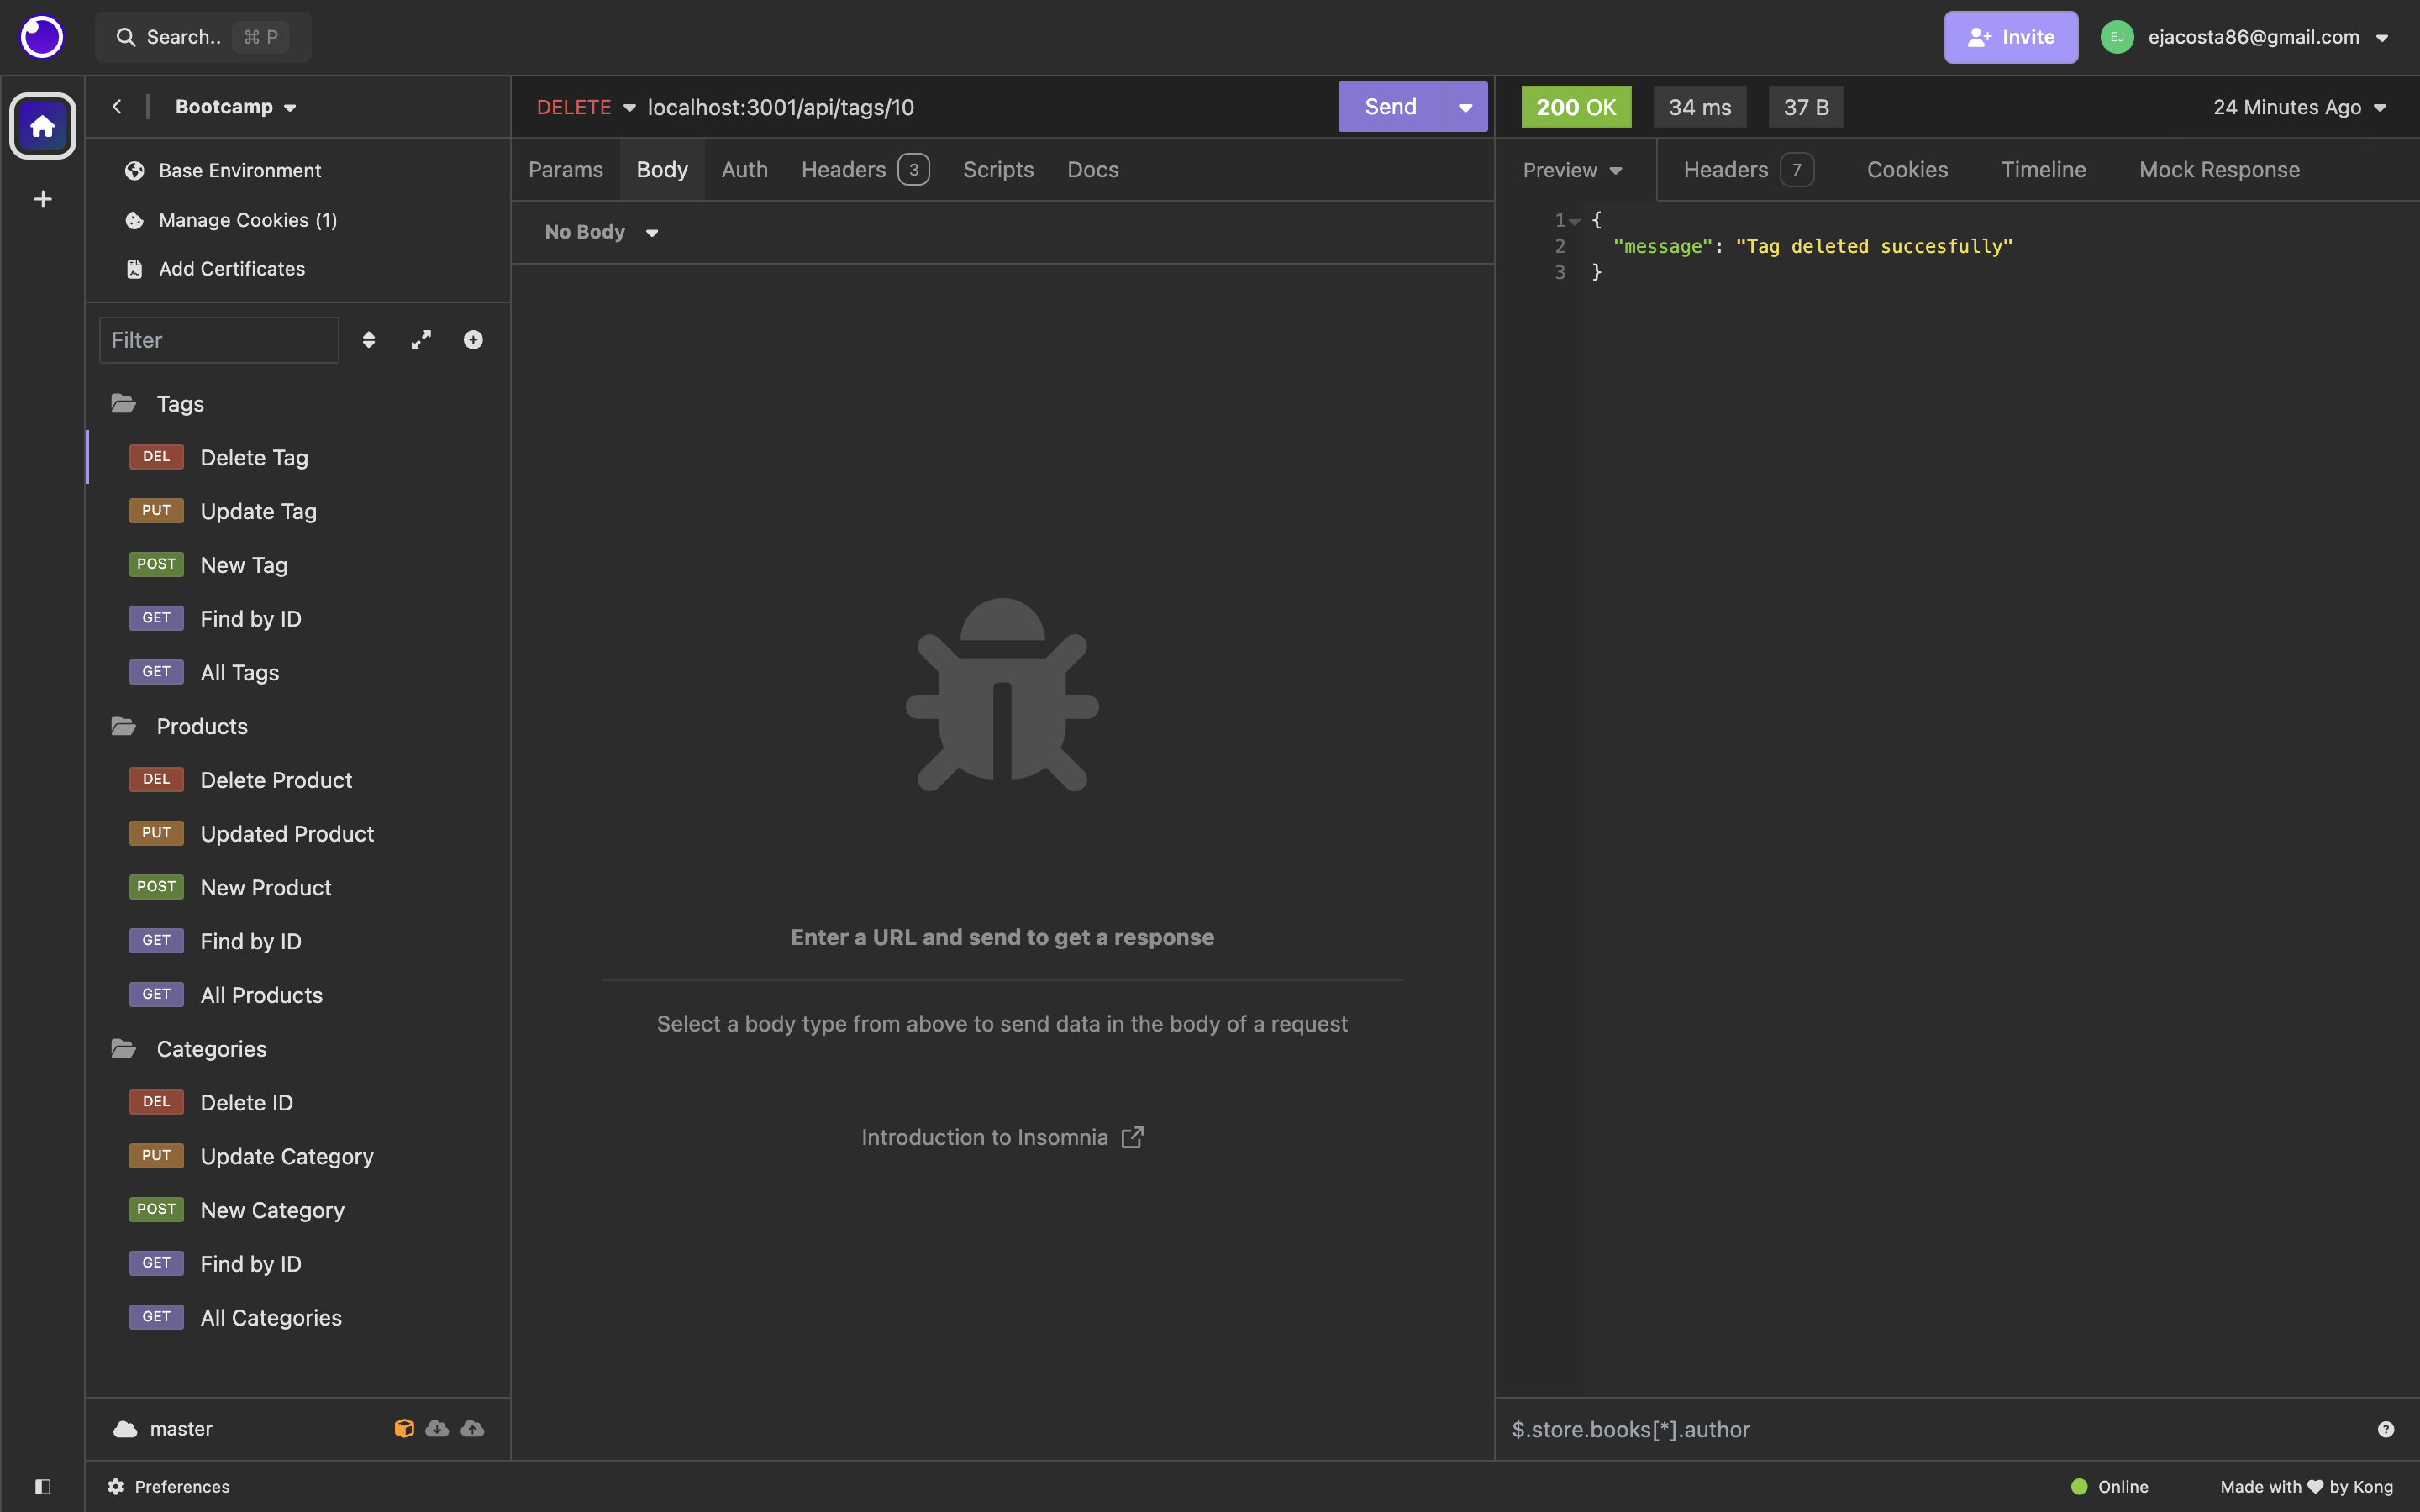 Search.. ⌘ P
Invite
EJ
ejacosta86@gmail.com
Bootcamp
Base Environment
Manage Cookies (1)
Add Certificates
Filter
Tags
DEL Delete Tag
PUT Update Tag
POST New Tag
GET Find by ID
GET All Tags
Products
DEL Delete Product
PUT Updated Product
POST New Product
GET Find by ID
GET All Products
Categories
DEL Delete ID
PUT Update Category
POST New Category
GET Find by ID
GET All Categories
master
DELETE localhost:3001/api/tags/10
Send
Params Body Auth Headers 3 Scripts Docs
No Body
Enter a URL and send to get a response
Select a body type from above to send data in the body of a request
Introduction to Insomnia
200 OK 34 ms 37 B 24 Minutes Ago
Preview Headers 7 Cookies Timeline Mock Response
1 {
2 "message": "Tag deleted succesfully"
3 }
$.store.books[*].author
?
Preferences
Online
Made with ♥ by Kong